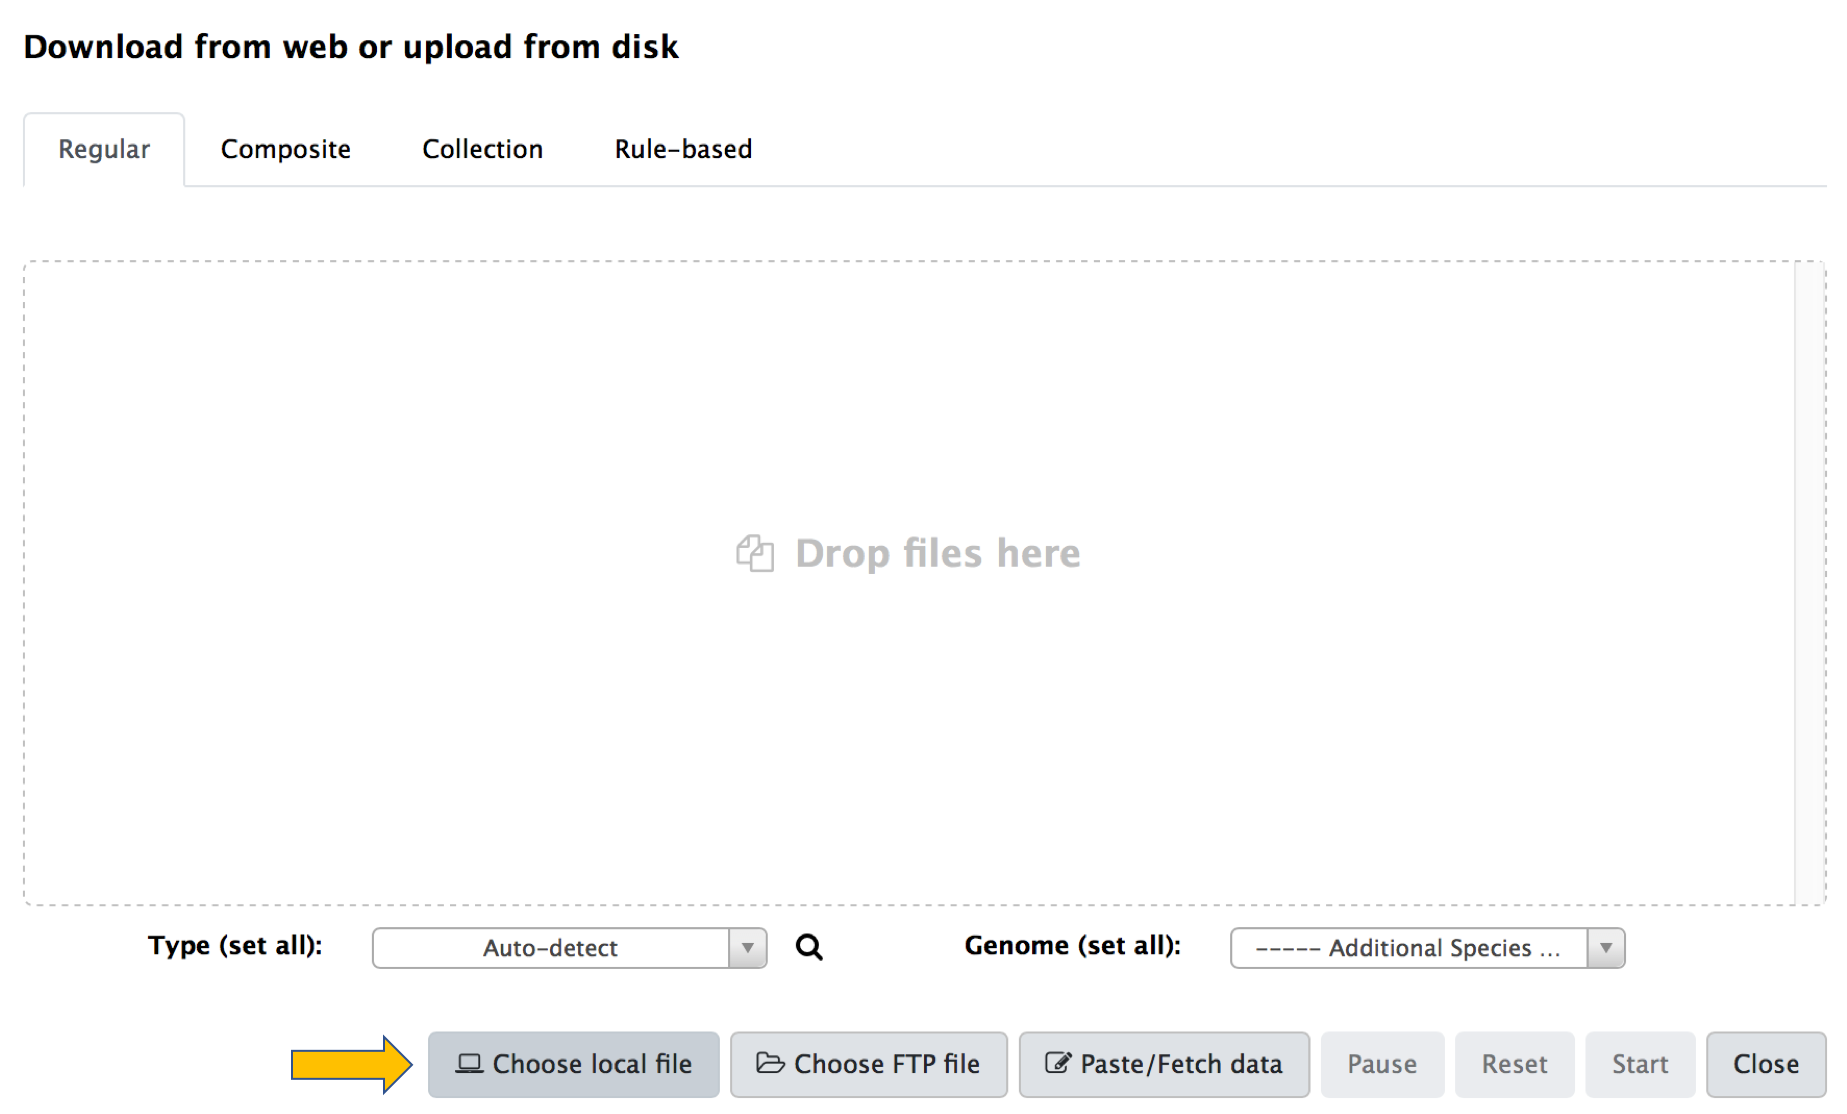 Download from web or upload from disk
Regular Composite Collection Rule-based
Drop files here
Type (set all): Auto-detect Genome (set all): ----- Additional Species ...
Choose local file Choose FTP file Paste/Fetch data Pause Reset Start Close